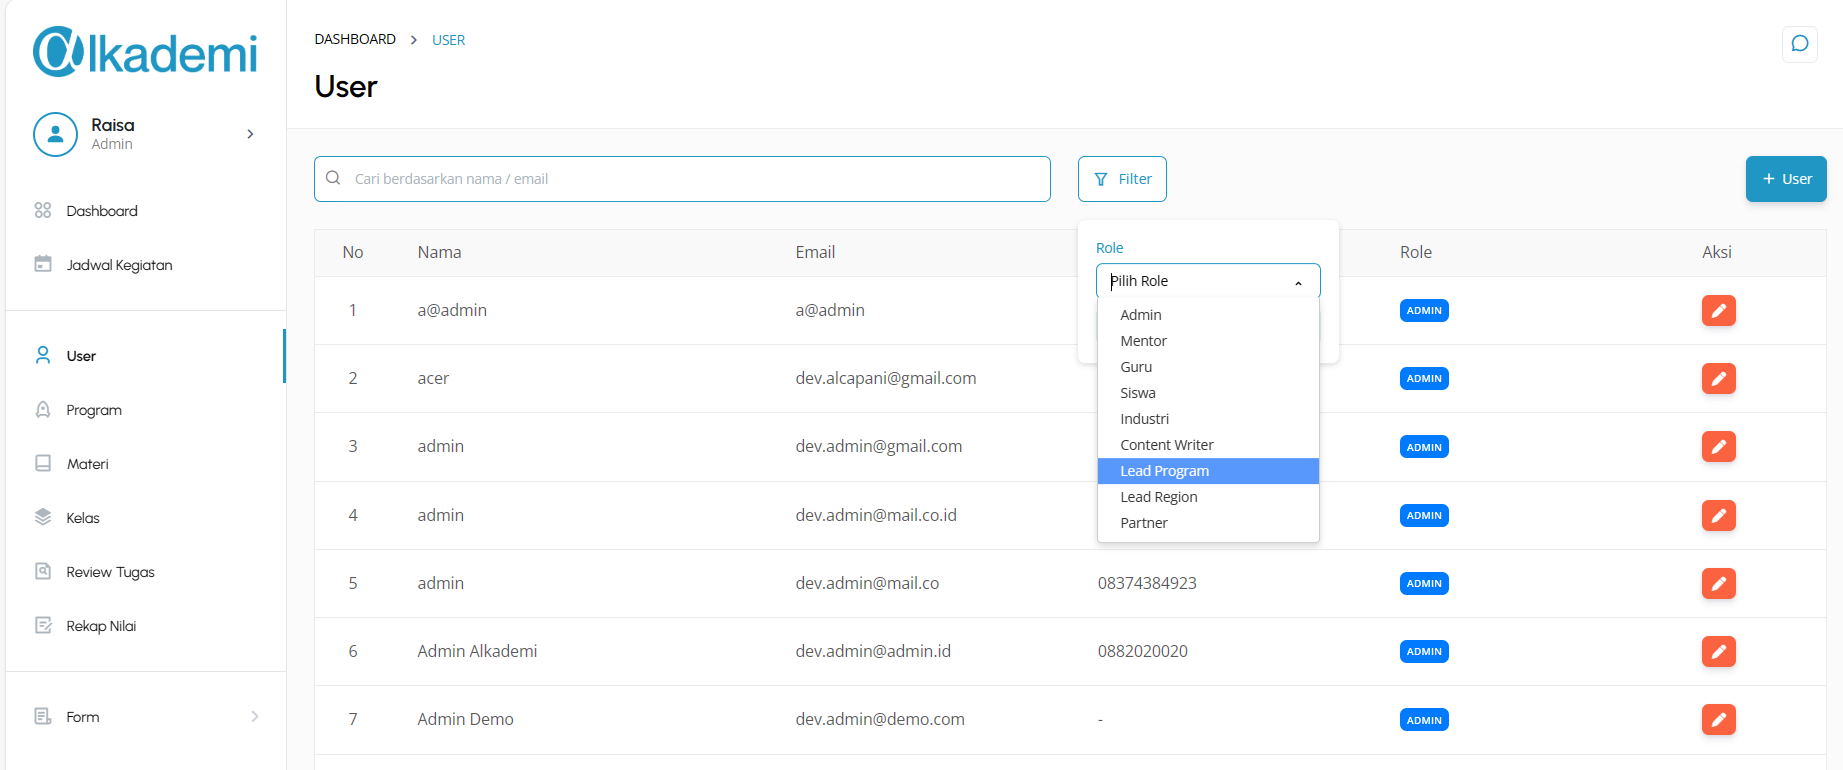 alkademi
Raisa
Admin
Dashboard
Jadwal Kegiatan
User
Program
Materi
Kelas
Review Tugas
Rekap Nilai
Form
DASHBOARD > USER
User
Cari berdasarkan nama / email
Filter
+ User
Role
Pilih Role
Admin
Mentor
Guru
Siswa
Industri
Content Writer
Lead Program
Lead Region
Partner
No Nama Email Role Aksi
1 a@admin a@admin ADMIN
2 acer dev.alcapani@gmail.com ADMIN
3 admin dev.admin@gmail.com ADMIN
4 admin dev.admin@mail.co.id ADMIN
5 admin dev.admin@mail.co 08374384923 ADMIN
6 Admin Alkademi dev.admin@admin.id 0882020020 ADMIN
7 Admin Demo dev.admin@demo.com - ADMIN